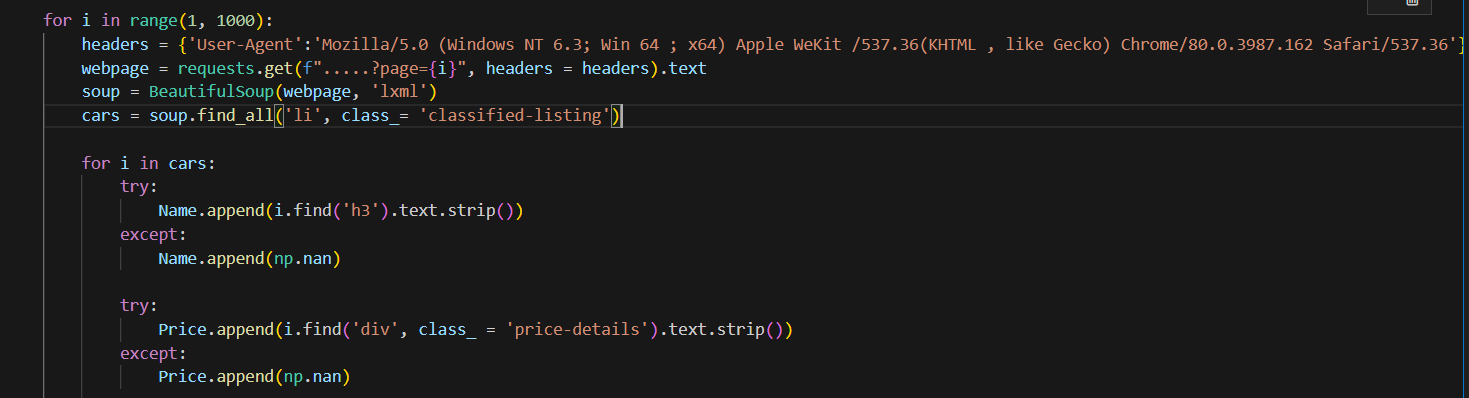 for i in range(1, 1000):
headers = {'User-Agent':'Mozilla/5.0 (Windows NT 6.3; Win 64 ; x64) Apple WeKit /537.36(KHTML , like Gecko) Chrome/80.0.3987.162 Safari/537.36'}
webpage = requests.get(f".....?page={i}", headers = headers).text
soup = BeautifulSoup(webpage, 'lxml')
cars = soup.find_all('li', class_= 'classified-listing')
for i in cars:
try:
Name.append(i.find('h3').text.strip())
except:
Name.append(np.nan)
try:
Price.append(i.find('div', class_ = 'price-details').text.strip())
except:
Price.append(np.nan)